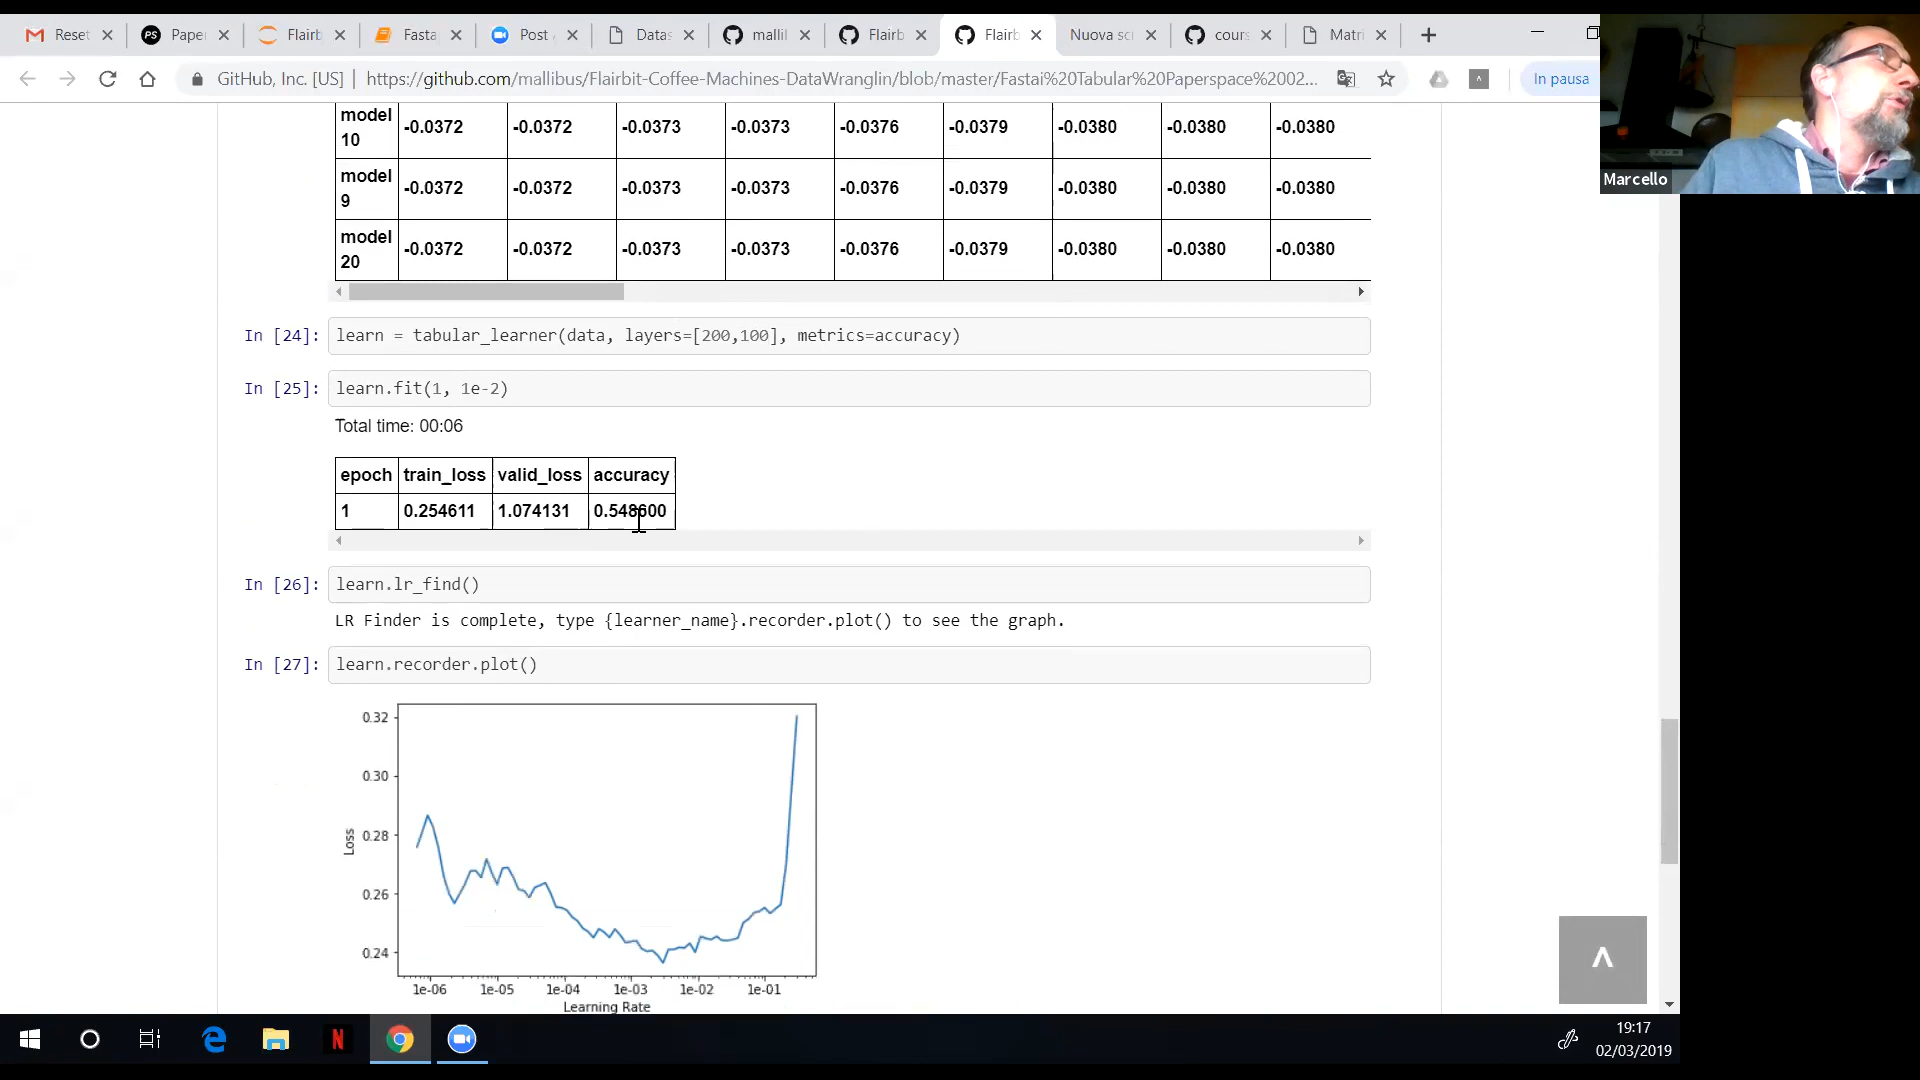 Reset
Pape
Flairb
Fasta
Post
Datas
mallil
Flairb
Flairb
Nuova sc
cours
Matri
GitHub, Inc. [US] | https://github.com/mallibus/Flairbit-Coffee-Machines-DataWranglin/blob/master/Fastai%20Tabular%20Paperspace%2002...
In pausa
Marcello
model 10 -0.0372 -0.0372 -0.0373 -0.0373 -0.0376 -0.0379 -0.0380 -0.0380 -0.0380
model 9 -0.0372 -0.0372 -0.0373 -0.0373 -0.0376 -0.0379 -0.0380 -0.0380 -0.0380
model 20 -0.0372 -0.0372 -0.0373 -0.0373 -0.0376 -0.0379 -0.0380 -0.0380 -0.0380
In [24]: learn = tabular_learner(data, layers=[200,100], metrics=accuracy)
In [25]: learn.fit(1, 1e-2)
Total time: 00:06
epoch train_loss valid_loss accuracy
1 0.254611 1.074131 0.548600
In [26]: learn.lr_find()
LR Finder is complete, type {learner_name}.recorder.plot() to see the graph.
In [27]: learn.recorder.plot()
0.32
0.30
0.28
0.26
0.24
Loss
1e-06 1e-05 1e-04 1e-03 1e-02 1e-01
Learning Rate
19:17
02/03/2019